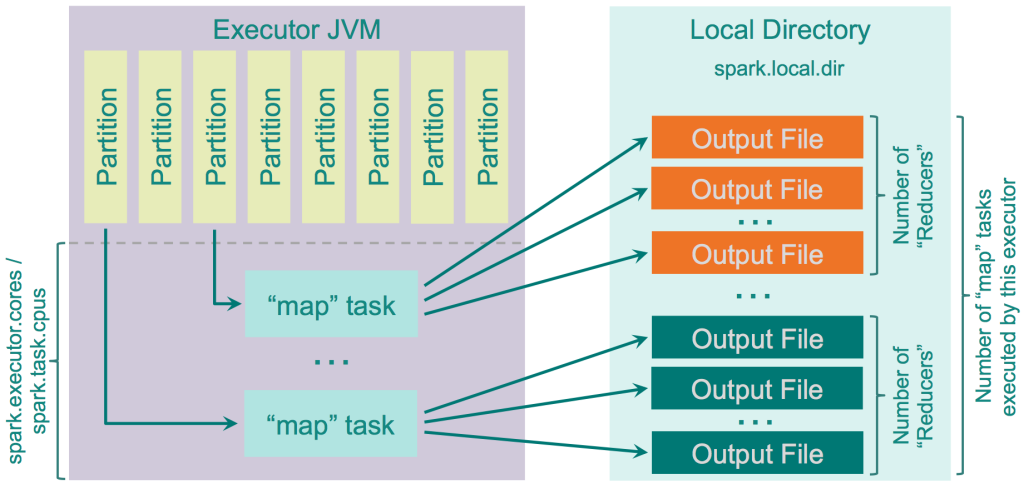 Executor JVM
Partition
Partition
Partition
Partition
Partition
Partition
Partition
Partition
spark.executor.cores /
spark.task.cpus
“map” task
...
“map” task
Local Directory
spark.local.dir
Output File
Output File
...
Output File
Number of
“Reducers”
...
Output File
Output File
...
Output File
Number of
“Reducers”
Number of “map” tasks
executed by this executor